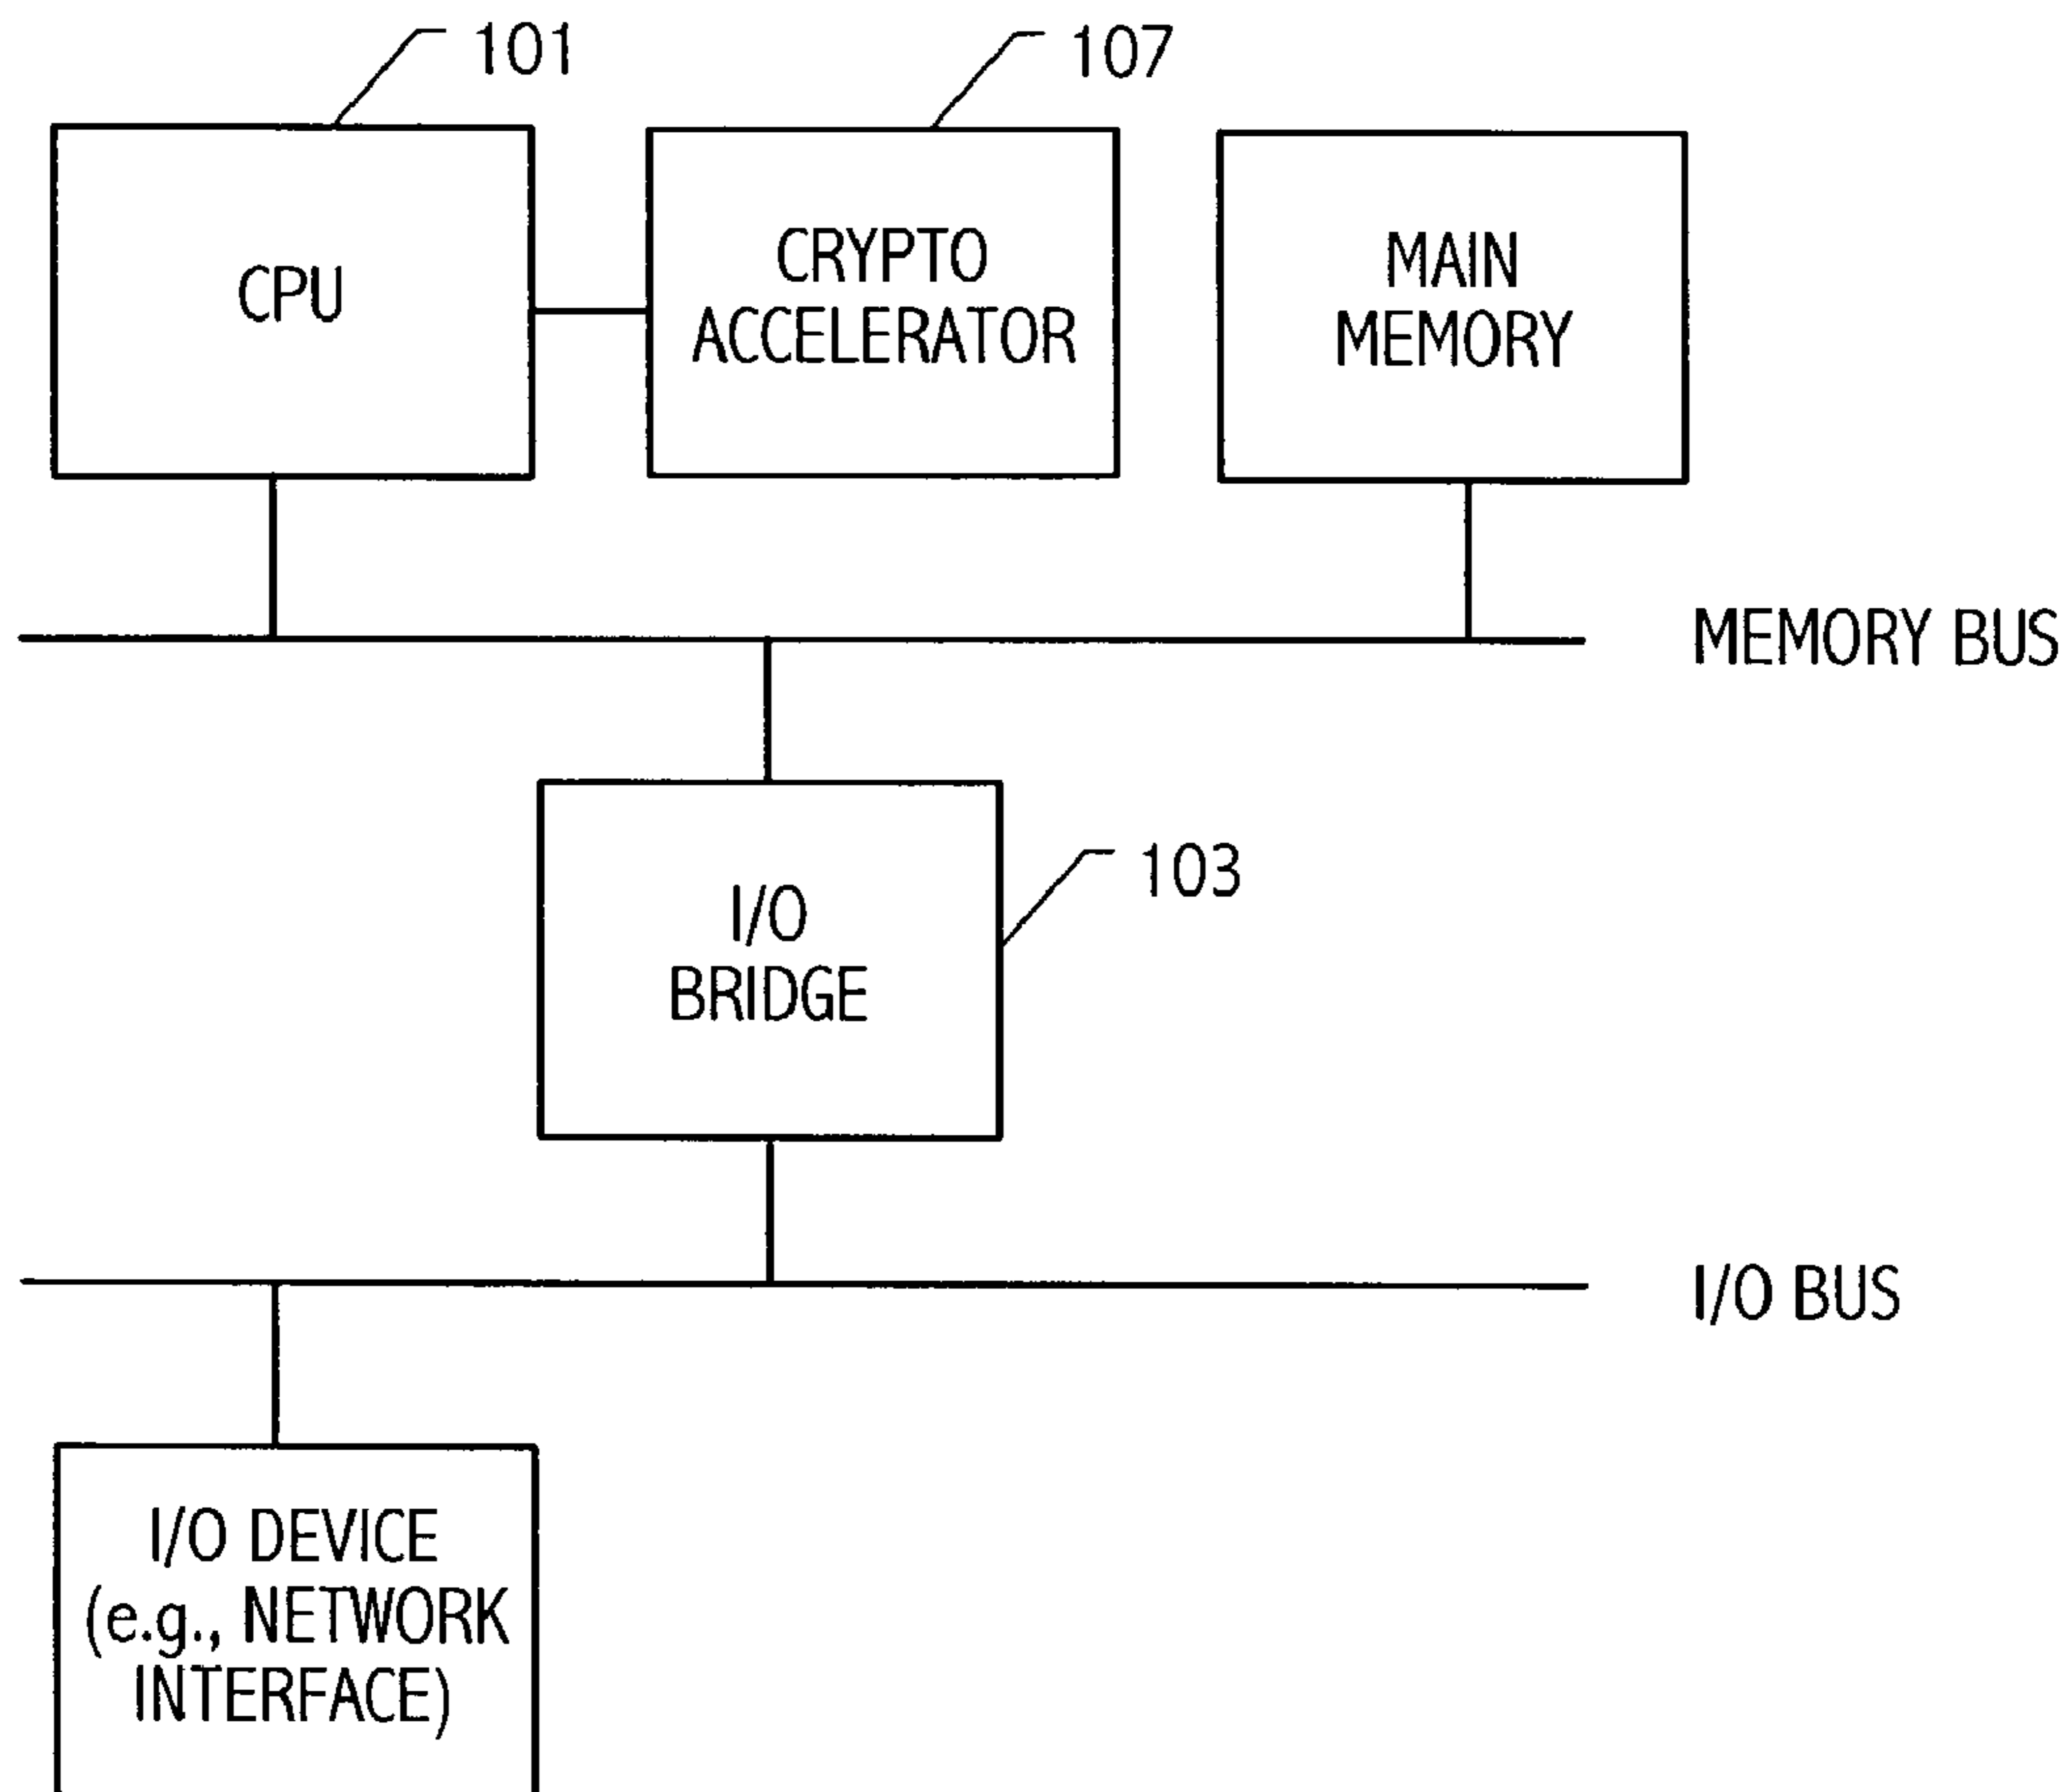 101
107
CPU
CRYPTO
ACCELERATOR
MAIN
MEMORY
MEMORY BUS
I/O
BRIDGE
103
I/O BUS
I/O DEVICE
(e.g., NETWORK
INTERFACE)